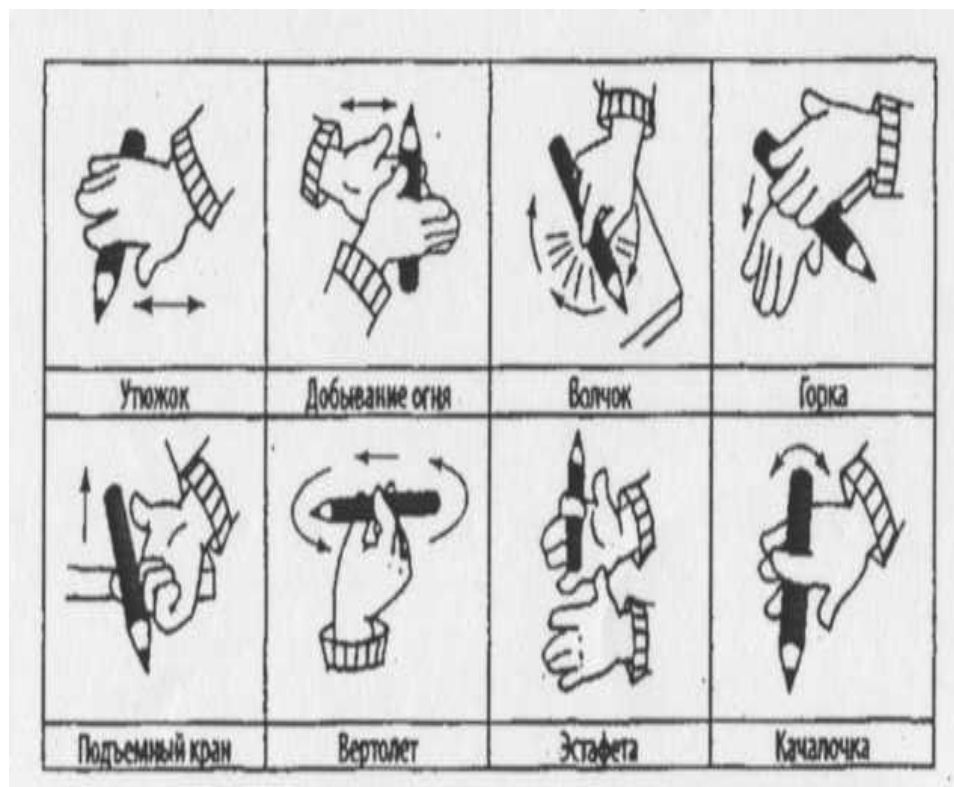 Утюжок
Добывание огня
Волчок
Горка
Подъемный кран
Вертолет
Эстафета
Качалочка